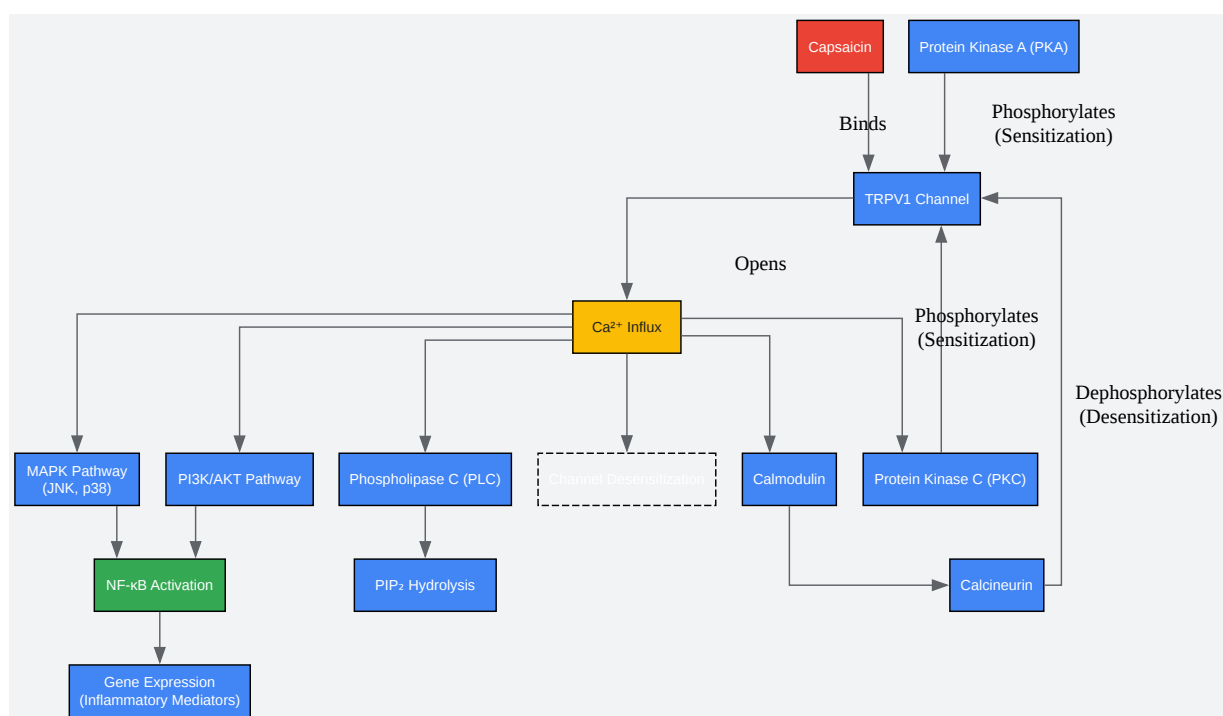 Capsaicin
Protein Kinase A (PKA)
Binds
Phosphorylates
(Sensitization)
TRPV1 Channel
Opens
Ca²⁺ Influx
Phosphorylates
(Sensitization)
Dephosphorylates
(Desensitization)
MAPK Pathway
(JNK, p38)
PI3K/AKT Pathway
Phospholipase C (PLC)
Channel Desensitization
Calmodulin
Protein Kinase C (PKC)
NF-κB Activation
PIP₂ Hydrolysis
Calcineurin
Gene Expression
(Inflammatory Mediators)